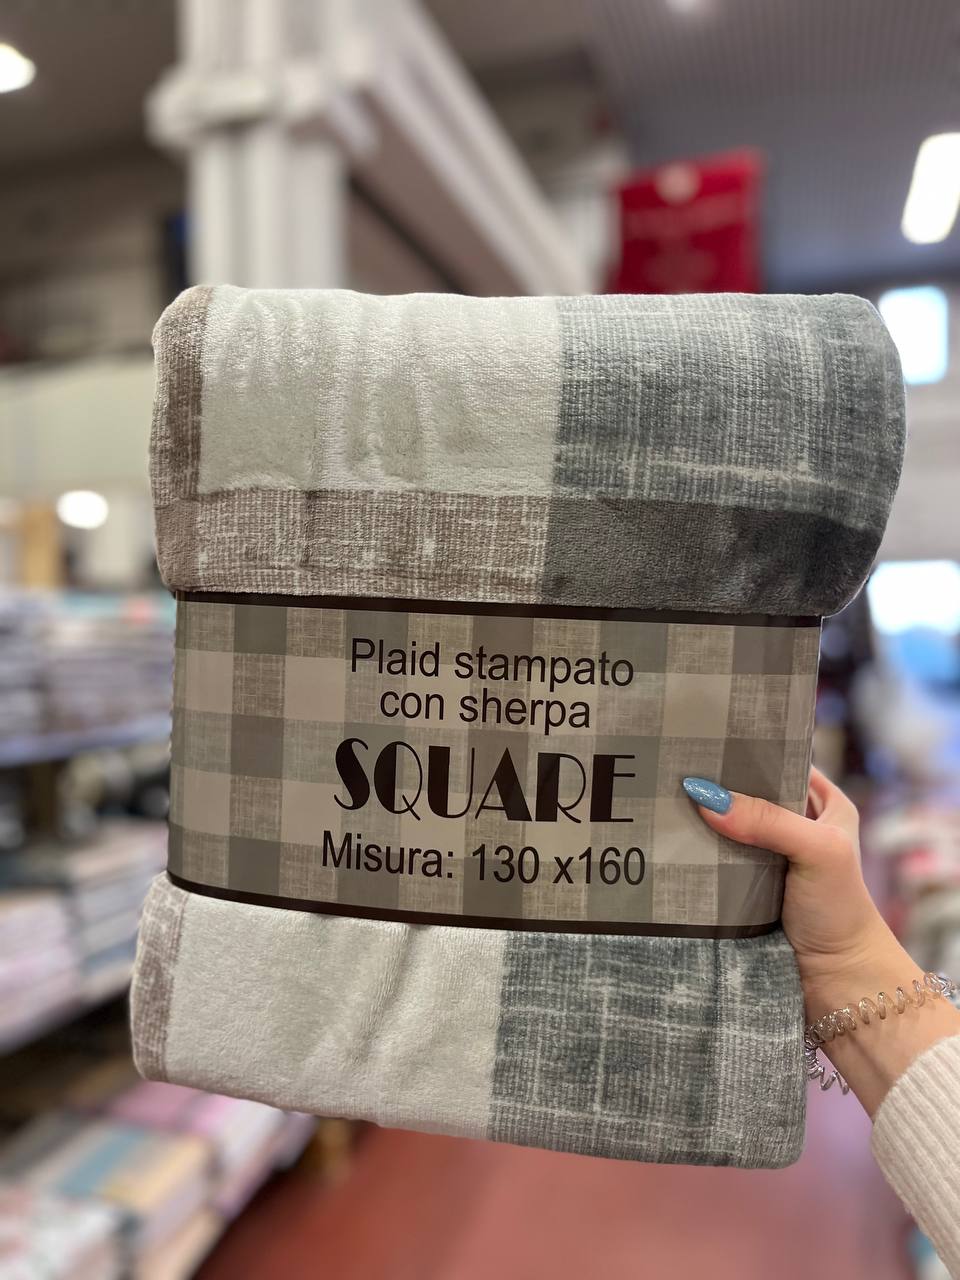 Plaid stampato
con sherpa
SQUARE
Misura: 130 x160